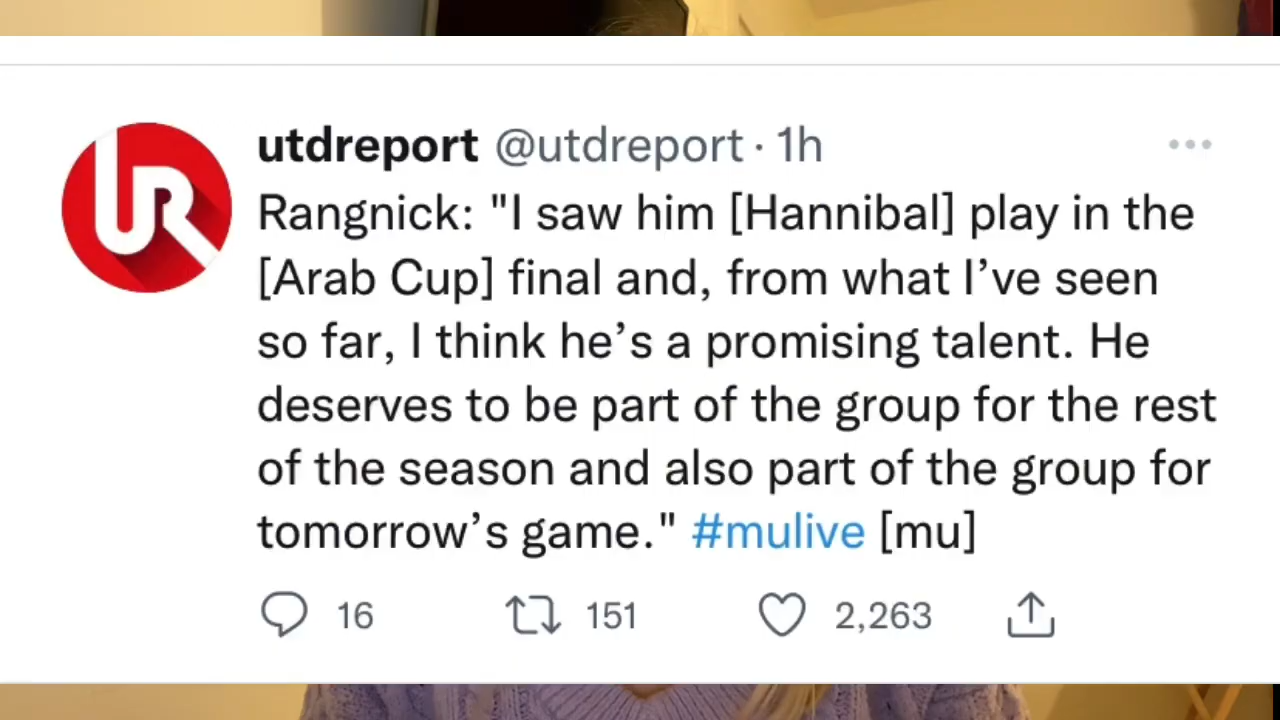 utdreport @utdreport · 1h
Rangnick: "I saw him [Hannibal] play in the
[Arab Cup] final and, from what I’ve seen
so far, I think he’s a promising talent. He
deserves to be part of the group for the rest
of the season and also part of the group for
tomorrow’s game." #mulive [mu]
16 151 2,263
UR